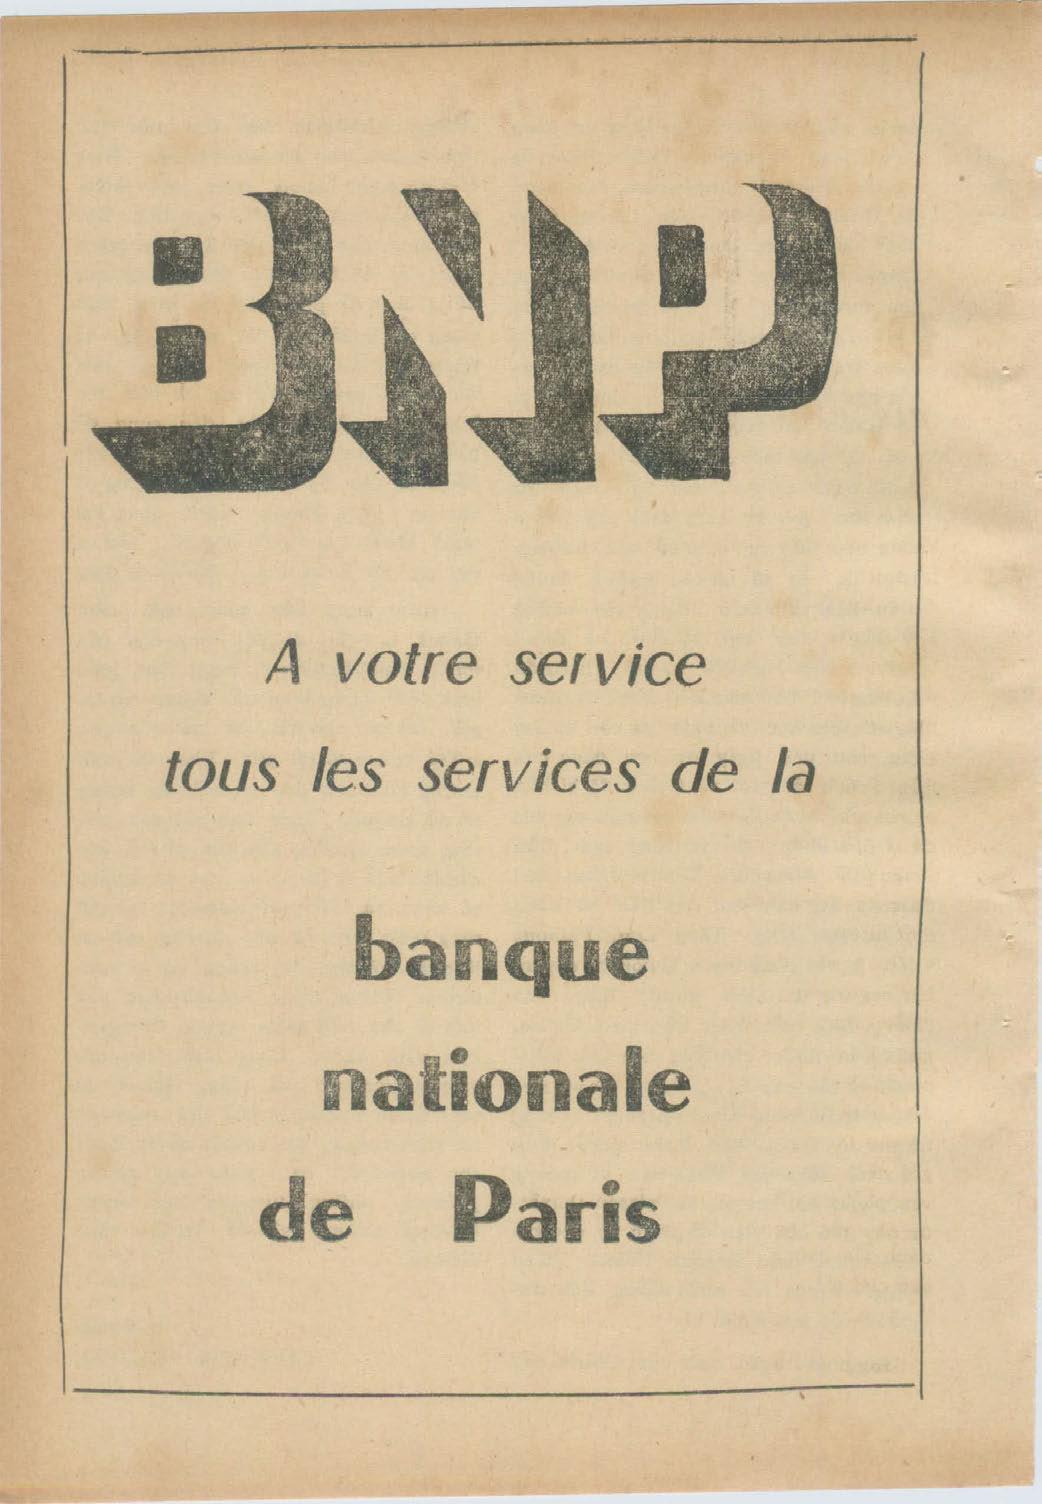 BNP
A votre service
tous les services de la
banque
nationale
de Paris